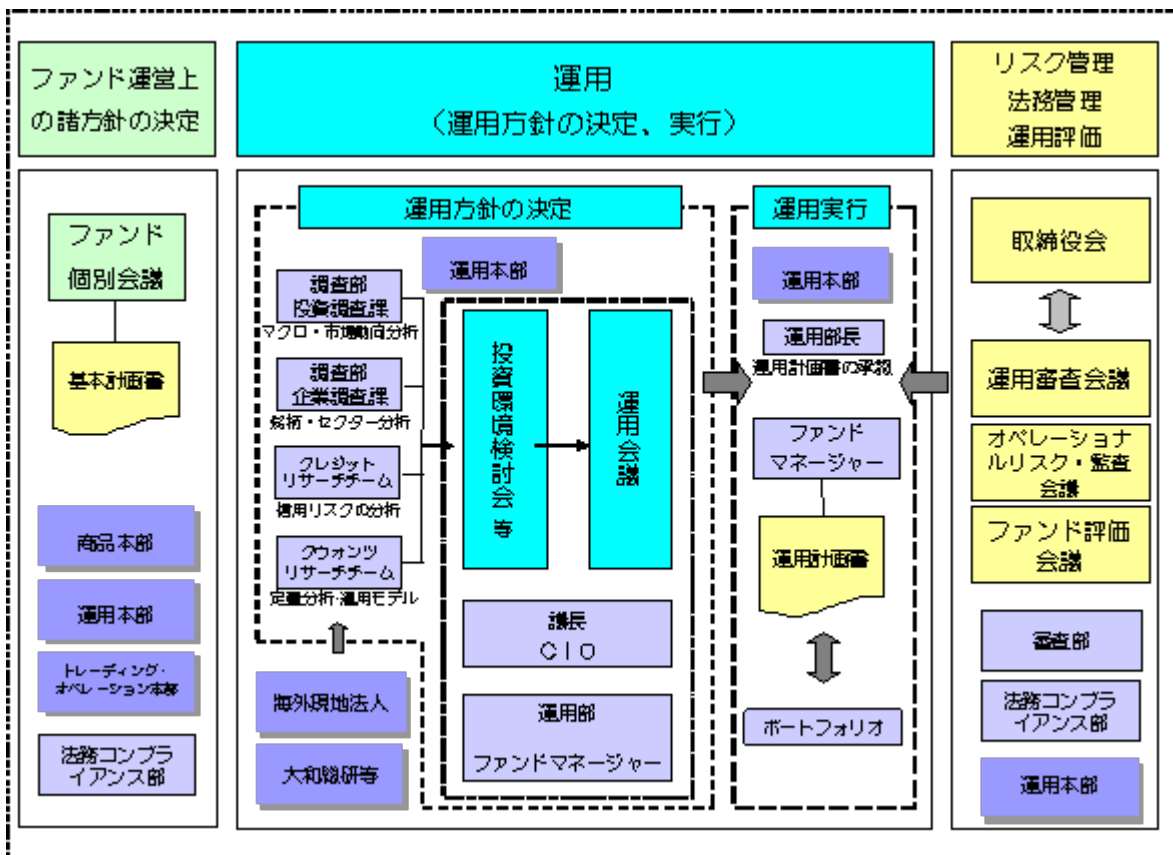 ファンド運営上
の諸方針の決定
運用
（運用方針の決定、実行）
リスク管理
法務管理
運用評価
ファンド
個別会議
基本計画書
商品本部
運用本部
トレーディング・
オペレーション本部
法務コンプラ
イアンス部
運用方針の決定
運用本部
調査部
投資調査課
マクロ・市場動向分析
調査部
企業調査課
銘柄・セクター分析
クレジット
リサーチチーム
信用リスクの分析
クウォンツ
リサーチチーム
定量分析・運用モデル
海外現地法人
大和総研等
投資環境検討会 等
運用会議
議長
CIO
運用部
ファンドマネージャー
運用実行
運用本部
運用部長
運用計画書の承認
ファンド
マネージャー
運用計画書
ポートフォリオ
取締役会
運用審査会議
オペレーショナ
ルリスク・監査
会議
ファンド評価
会議
審査部
法務コンプラ
イアンス部
運用本部